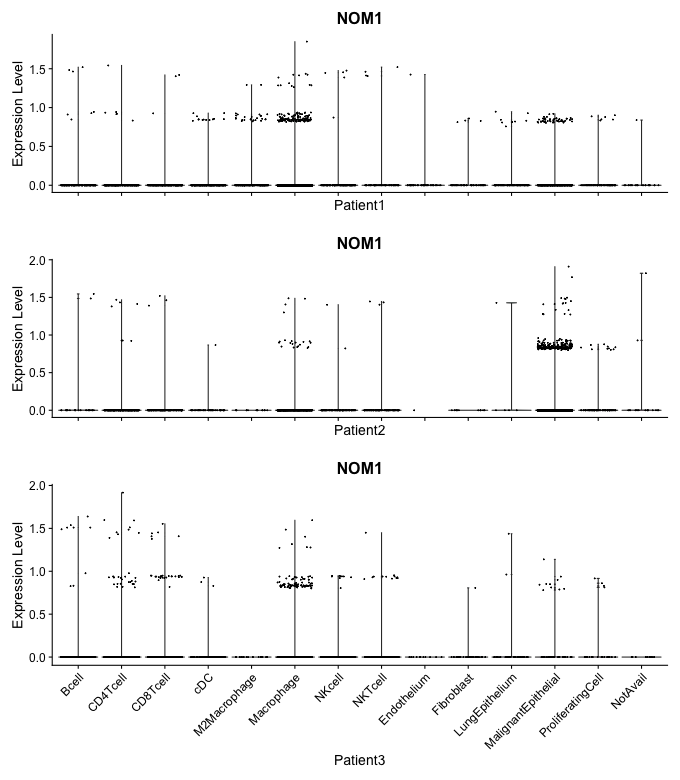 NOM1
Expression Level
1.5
1.0
0.5
0.0
Patient1
NOM1
Expression Level
2.0
1.5
1.0
0.5
0.0
Patient2
NOM1
Expression Level
2.0
1.5
1.0
0.5
0.0
Bcell
CD4Tcell
CD8Tcell
cDC
M2Macrophage
Macrophage
NKcell
NKTcell
Endothelium
Fibroblast
LungEpithelium
MalignantEpithelial
ProliferatingCell
NotAvail
Patient3